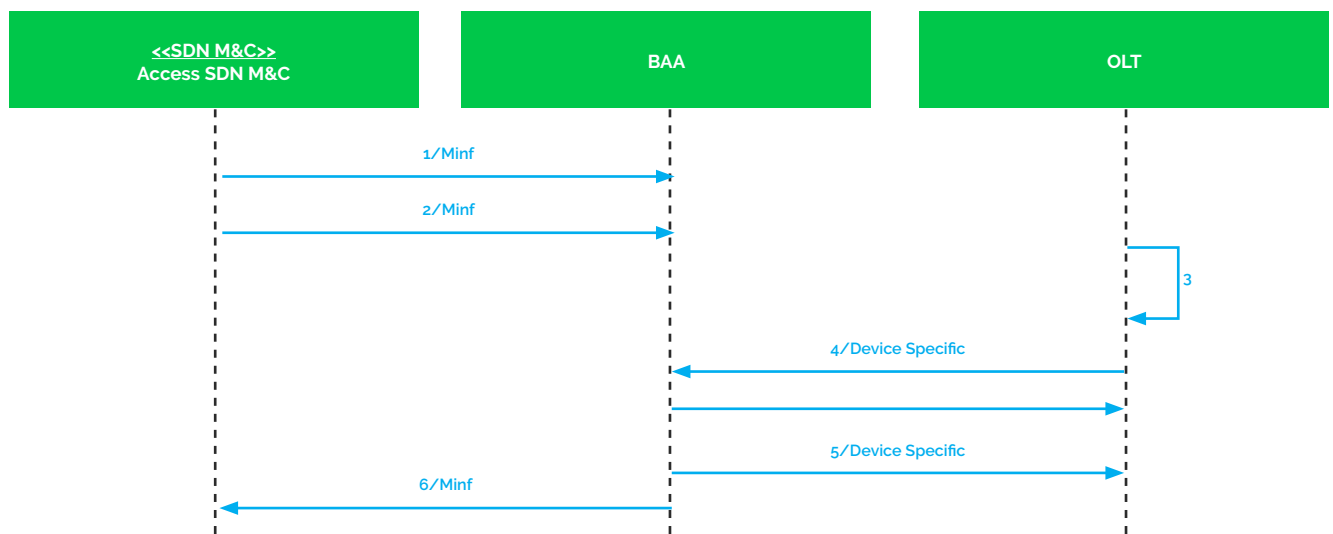 <<SDN M&C>>
Access SDN M&C
BAA
OLT
1/Minf
2/Minf
3
4/Device Specific
5/Device Specific
6/Minf